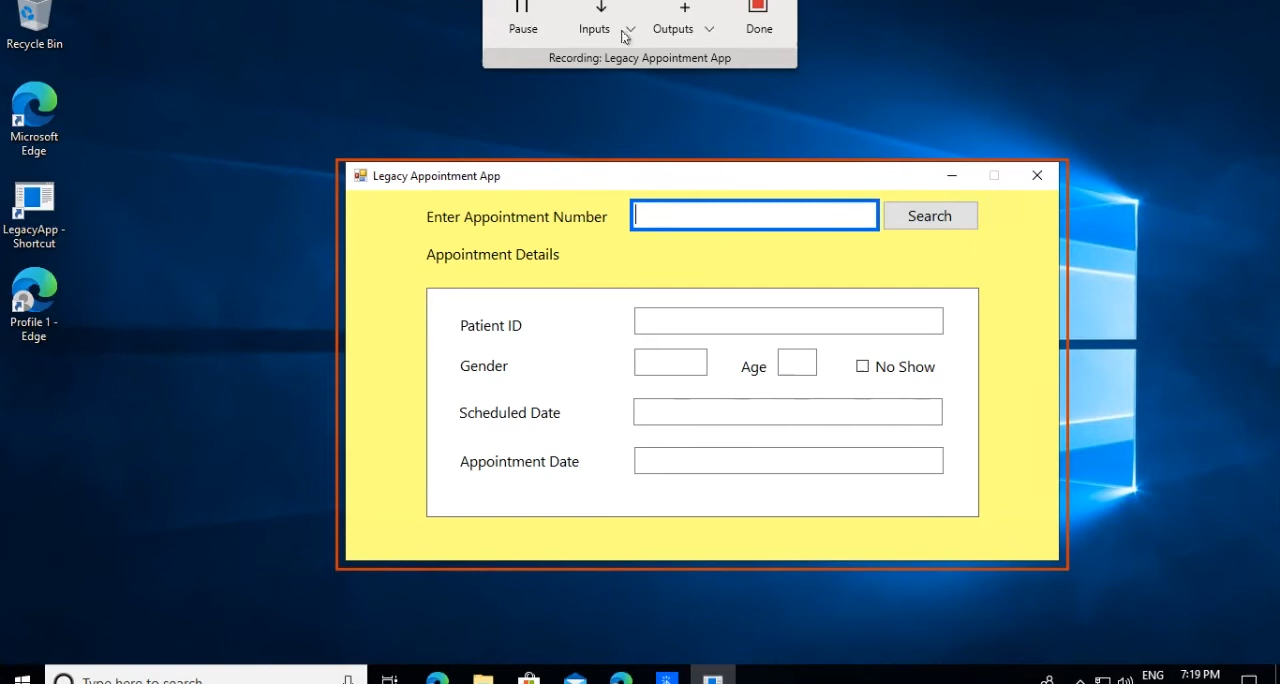 Recycle Bin
Microsoft
Edge
LegacyApp -
Shortcut
Profile 1 -
Edge
Pause
Inputs
Outputs
Done
Recording: Legacy Appointment App
Legacy Appointment App
Enter Appointment Number
Search
Appointment Details
Patient ID
Gender
Age
No Show
Scheduled Date
Appointment Date
Type here to search
ENG
7:19 PM